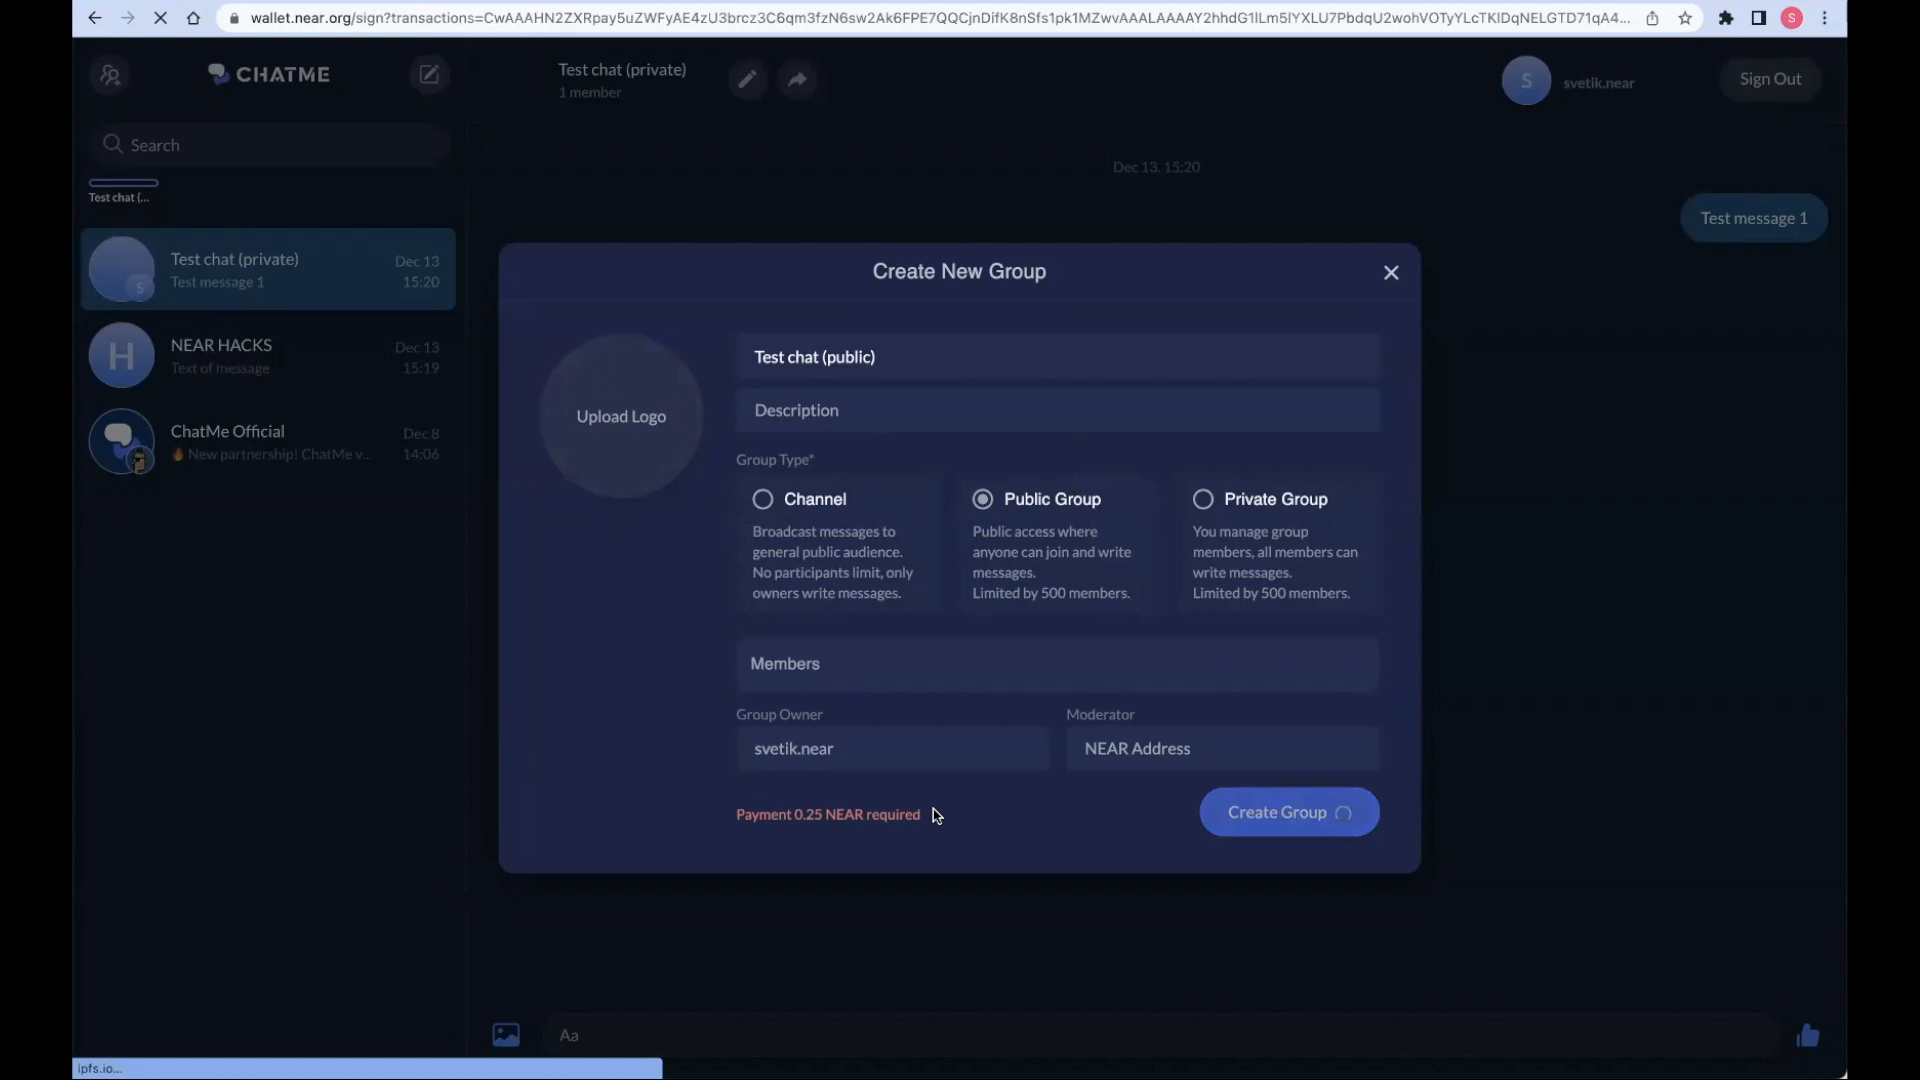 wallet.near.org/sign?transactions=CwAAAHN2ZXRpay5uZWFyAE4zU3brcz3C6qm3fzN6sw2Ak6FPE7QQCjnDifK8nSfs1pk1MZwvAAALAAAAY2hhdG1lLm5lYXLU7PbdqU2wohVOTyYLcTKlDqNELGTD71qA4...
S
CHATME
Test chat (private)
1 member
S
svetik.near
Sign Out
Search
Test chat (...
Dec 13, 15:20
Test message 1
Test chat (private)
Dec 13
Test message 1
15:20
S
H
NEAR HACKS
Dec 13
Text of message
15:19
ChatMe Official
Dec 8
🔥 New partnership! ChatMe v...
14:06
Create New Group
Upload Logo
Test chat (public)
Description
Group Type*
Channel
Broadcast messages to
general public audience.
No participants limit, only
owners write messages.
Public Group
Public access where
anyone can join and write
messages.
Limited by 500 members.
Private Group
You manage group
members, all members can
write messages.
Limited by 500 members.
Members
Group Owner
Moderator
svetik.near
NEAR Address
Payment 0.25 NEAR required
Create Group
Aa
ipfs.io...